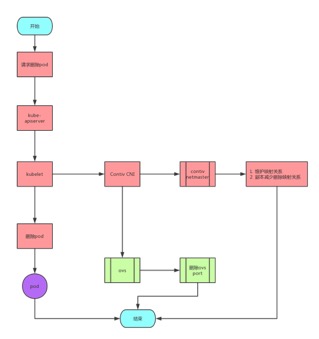 开始
请求删除pod
kube-
apiserver
kubelet
Contiv CNI
contiv
netmaster
1. 维护映射关系
2. 副本减少删除映射关系
删除pod
ovs
删除ovs
port
pod
结束